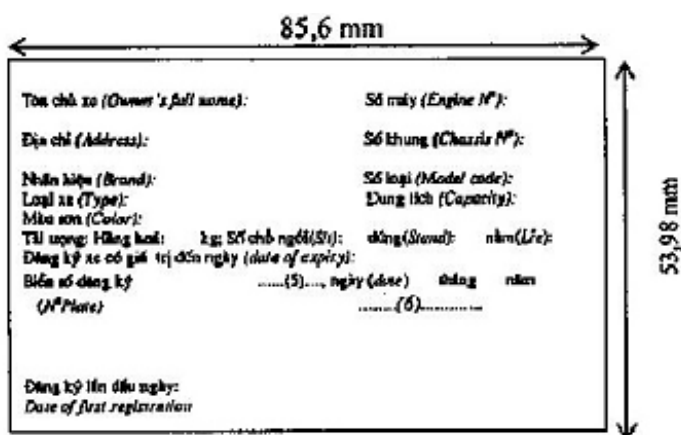 85,6 mm
Tên chủ xe (Owner's full name): Số máy (Engine Nº):
Địa chỉ (Address): Số khung (Chassis Nº):
Nhãn hiệu (Brand): Số loại (Model code):
Loại xe (Type): Dung tích (Capacity):
Màu sơn (Color):
Tải trọng: Hàng hoá: kg; Số chỗ ngồi(Sit): đứng(Stand): nằm(Lie):
Đăng ký xe có giá trị đến ngày (date of expiry):
Biển số đăng ký ......(5)...., ngày (date) tháng năm
(NºPlate) ........(6)............
Đăng ký lần đầu ngày:
Date of first registration
53,98 mm